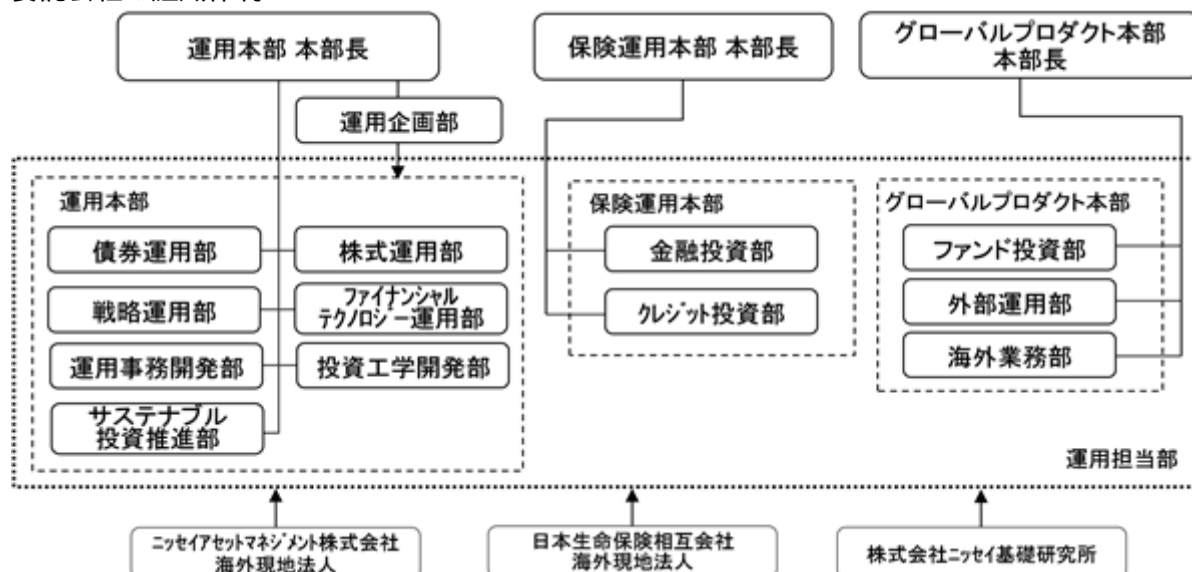 運用本部 本部長
保険運用本部 本部長
グローバルプロダクト本部
本部長
運用企画部
運用本部
債券運用部
株式運用部
戦略運用部
ファイナンシャル
テクノロジー運用部
運用事務開発部
投資工学開発部
サステナブル
投資推進部
保険運用本部
金融投資部
クレジット投資部
グローバルプロダクト本部
ファンド投資部
外部運用部
海外業務部
運用担当部
ニッセイアセットマネジメント株式会社
海外現地法人
日本生命保険相互会社
海外現地法人
株式会社ニッセイ基礎研究所